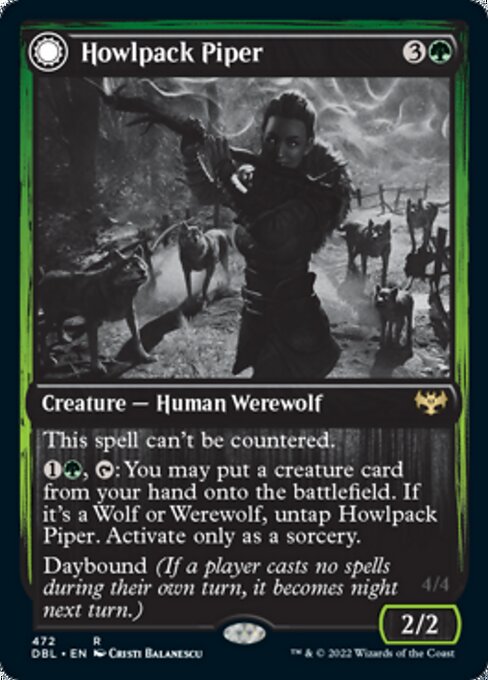 Howlpack Piper 3
Creature — Human Werewolf
This spell can't be countered.
1, : You may put a creature card
from your hand onto the battlefield. If
it's a Wolf or Werewolf, untap Howlpack
Piper. Activate only as a sorcery.
Daybound (If a player casts no spells
during their own turn, it becomes night
next turn.)
4/4
2/2
472 R
DBL • EN Cristi Balanescu
™ & © 2022 Wizards of the Coast